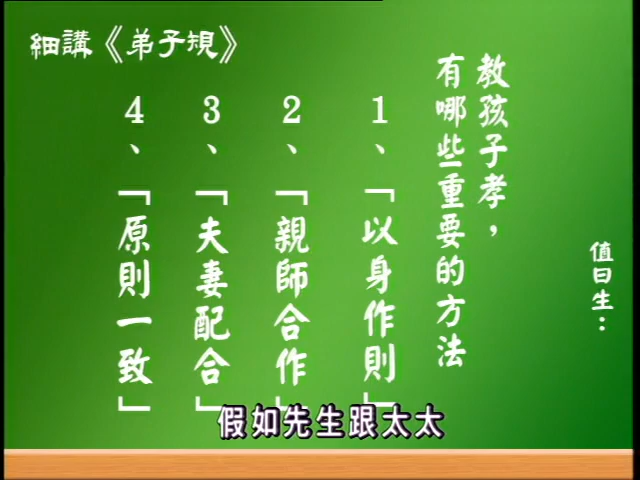 細講《弟子規》
值日生：
教孩子孝，
有哪些重要的方法
1、「以身作則」
2、「親師合作」
3、「夫妻配合」
4、「原則一致」
假如先生跟太太